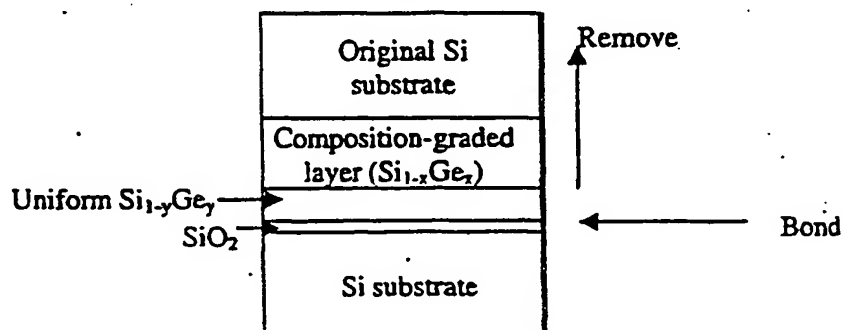 Original Si
substrate
Remove
Composition-graded
layer (Si₁₋ₓGeₓ)
Uniform Si₁₋yGey
SiO₂
Bond
Si substrate